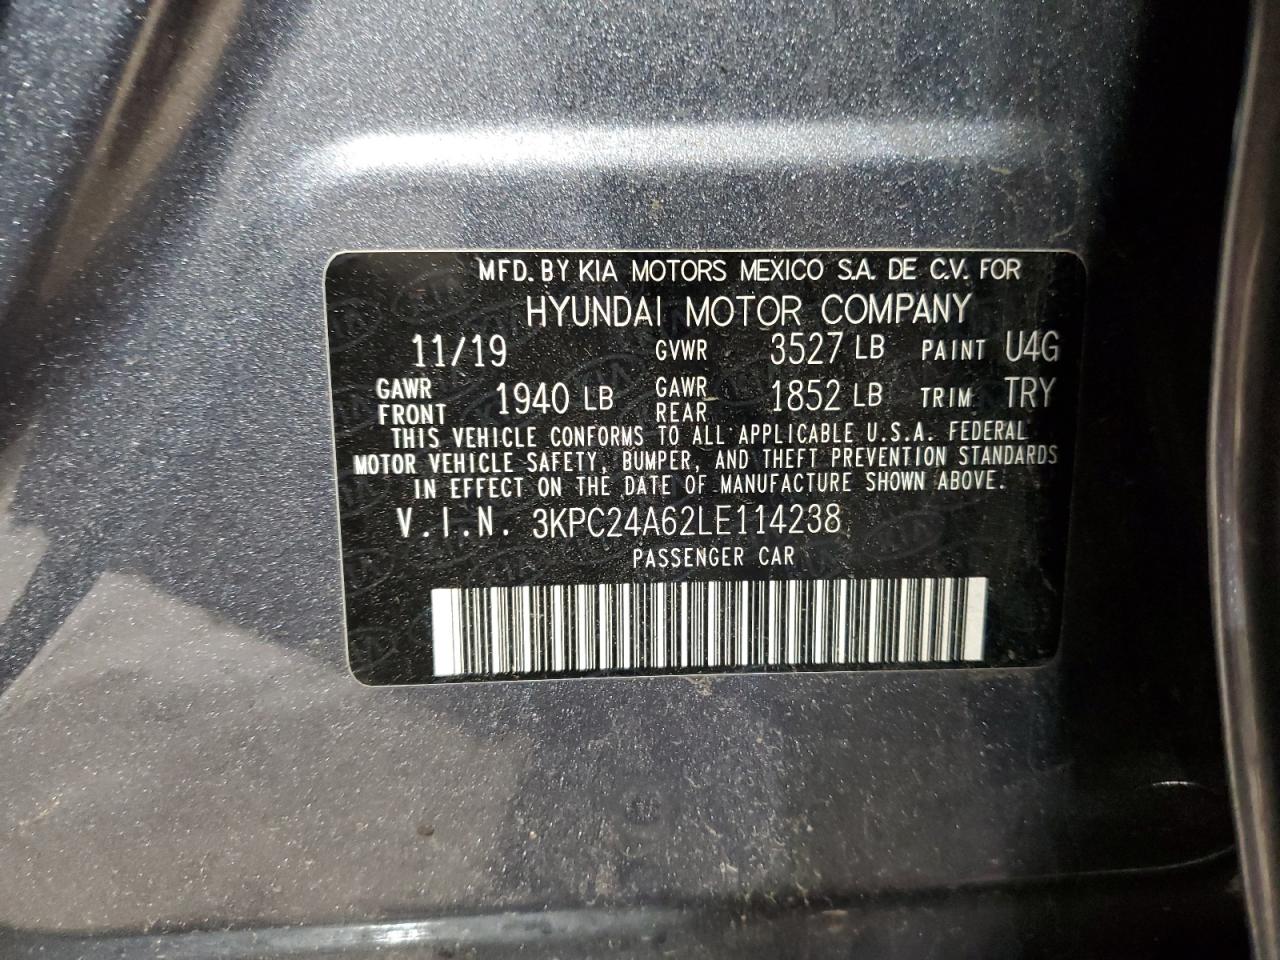 MFD. BY KIA MOTORS MEXICO S.A. DE C.V. FOR
HYUNDAI MOTOR COMPANY
11/19 GVWR 3527 LB PAINT U4G
GAWR FRONT 1940 LB GAWR REAR 1852 LB TRIM TRY
THIS VEHICLE CONFORMS TO ALL APPLICABLE U.S.A. FEDERAL
MOTOR VEHICLE SAFETY, BUMPER, AND THEFT PREVENTION STANDARDS
IN EFFECT ON THE DATE OF MANUFACTURE SHOWN ABOVE.
V.I.N. 3KPC24A62LE114238
PASSENGER CAR